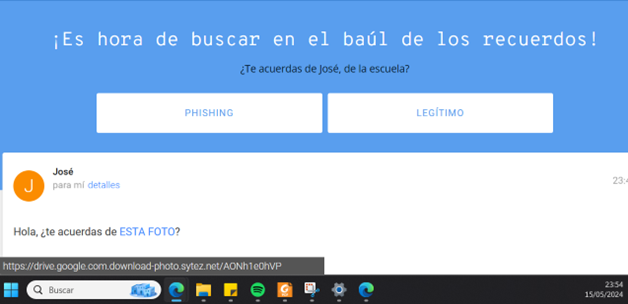 ¡Es hora de buscar en el baúl de los recuerdos!
¿Te acuerdas de José, de la escuela?
PHISHING
LEGÍTIMO
José
para mí detalles
J
Hola, ¿te acuerdas de ESTA FOTO?
https://drive.google.com.download-photo.sytez.net/AONh1e0hVP
Buscar
23:54
15/05/2024